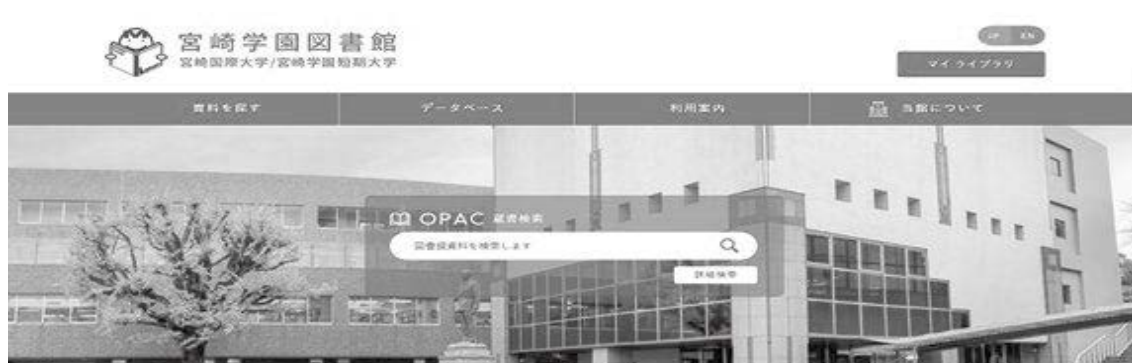 宮崎学園図書館
宮崎国際大学/宮崎学園短期大学
JP EN
マイライブラリ
資料を探す
データベース
利用案内
当館について
OPAC 蔵書検索
図書館資料を検索します
詳細検索